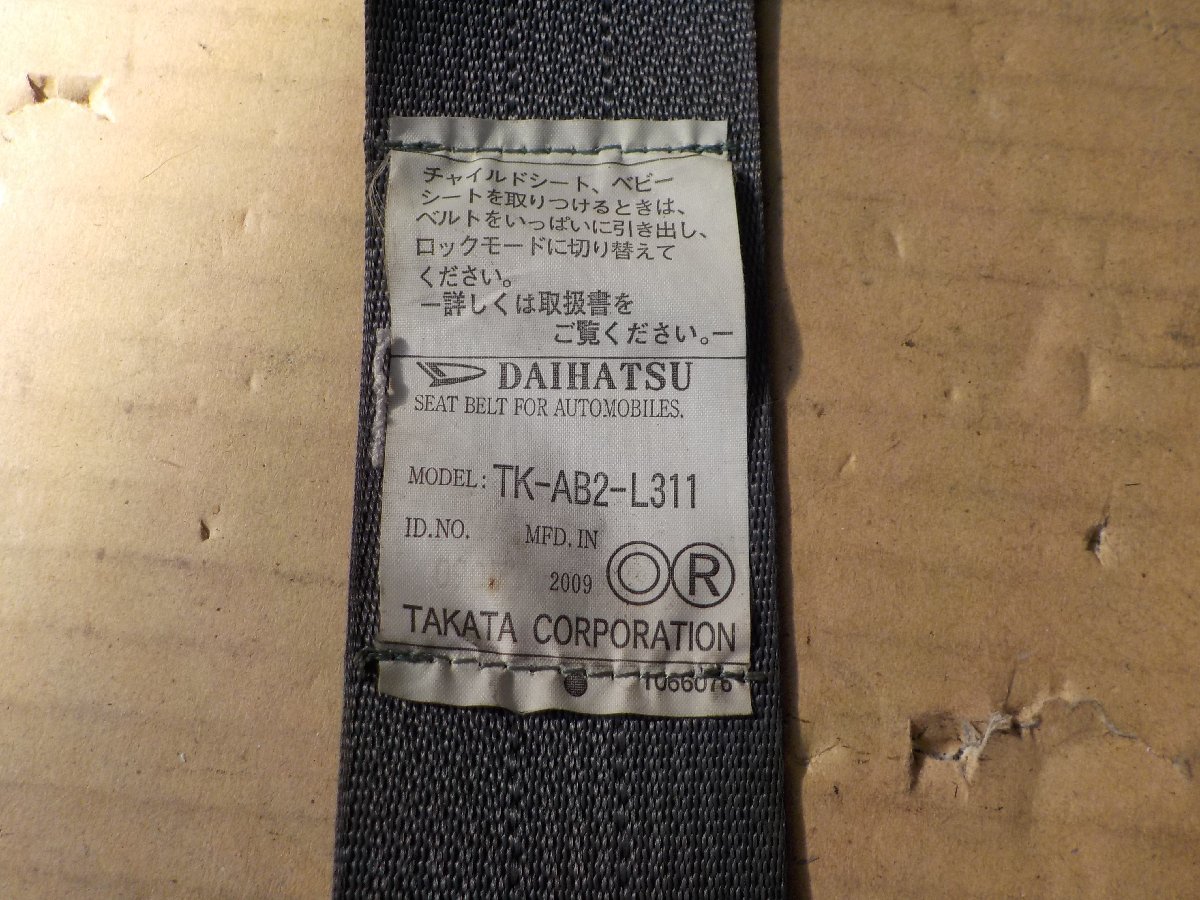 チャイルドシート、ベビー
シートを取りつけるときは、
ベルトをいっぱいに引き出し、
ロックモードに切り替えて
ください。
ー詳しくは取扱書を
ご覧ください。ー
DAIHATSU
SEAT BELT FOR AUTOMOBILES.
MODEL: TK-AB2-L311
ID.NO. MFD. IN
2009 ◎ Ⓡ
TAKATA CORPORATION
1066076